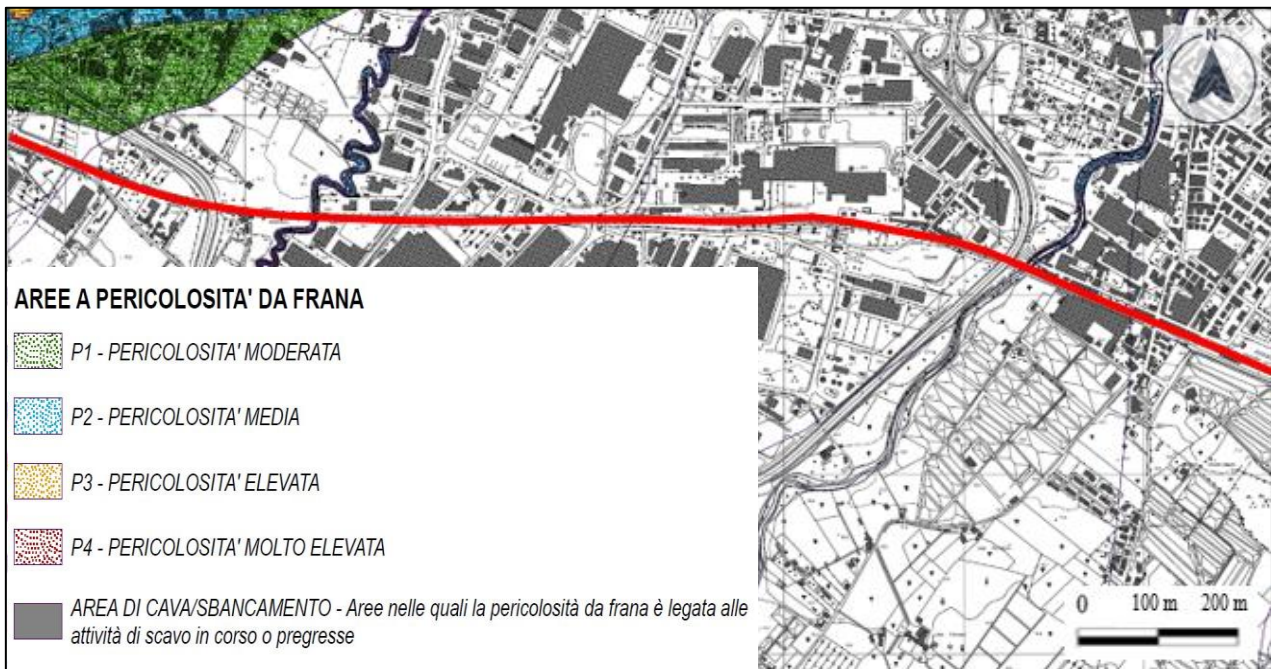 N
AREE A PERICOLOSITA' DA FRANA
P1 - PERICOLOSITA' MODERATA
P2 - PERICOLOSITA' MEDIA
P3 - PERICOLOSITA' ELEVATA
P4 - PERICOLOSITA' MOLTO ELEVATA
AREA DI CAVA/SBANCAMENTO - Aree nelle quali la pericolosità da frana è legata alle
attività di scavo in corso o pregresse
0 100 m 200 m